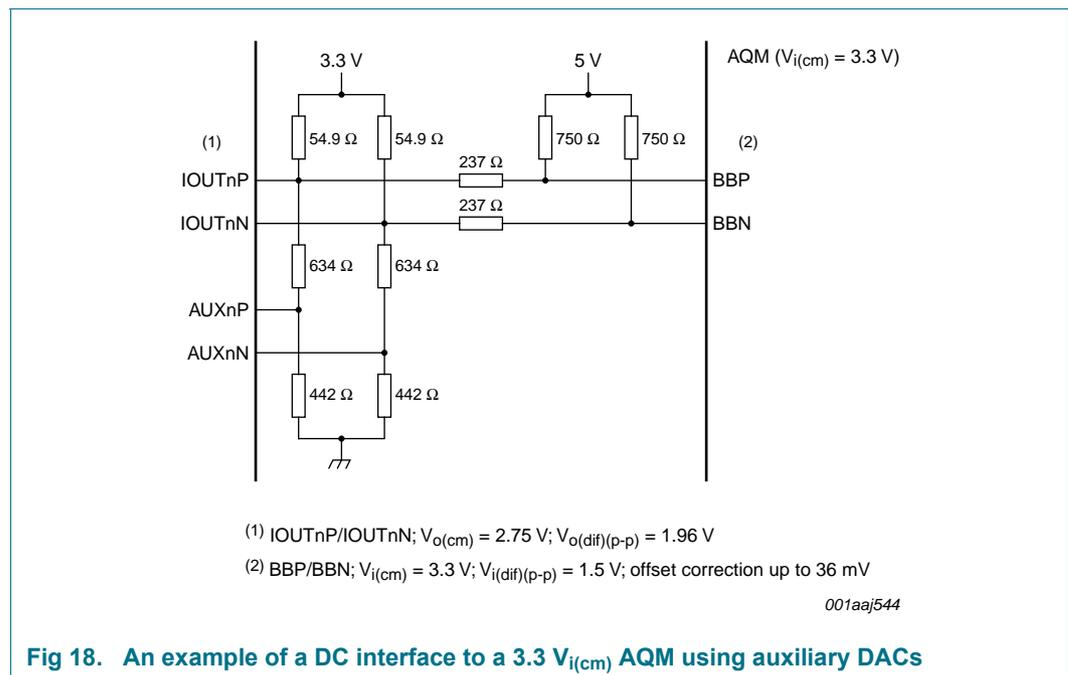 3.3 V
5 V
AQM (Vi(cm) = 3.3 V)
(1)
54.9 Ω
54.9 Ω
750 Ω
750 Ω
(2)
237 Ω
IOUTnP
BBP
237 Ω
IOUTnN
BBN
634 Ω
634 Ω
AUXnP
AUXnN
442 Ω
442 Ω
(1) IOUTnP/IOUTnN; Vo(cm) = 2.75 V; Vo(dif)(p-p) = 1.96 V
(2) BBP/BBN; Vi(cm) = 3.3 V; Vi(dif)(p-p) = 1.5 V; offset correction up to 36 mV
001aaj544
Fig 18. An example of a DC interface to a 3.3 Vi(cm) AQM using auxiliary DACs